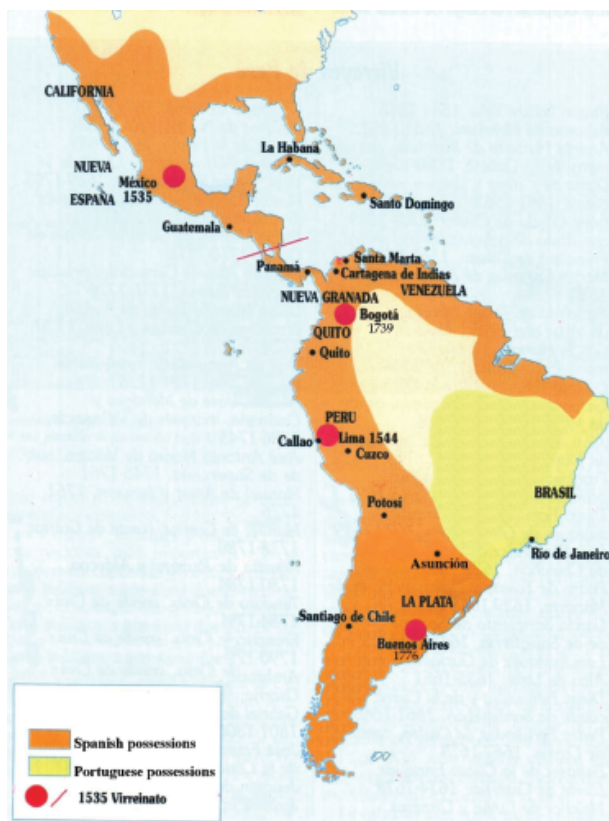 CALIFORNIA
La Habana
NUEVA
ESPAÑA
México
1535
Santo Domingo
Guatemala
Santa Marta
Panamá
Cartagena de Indias
VENEZUELA
NUEVA GRANADA
Bogotá
1739
QUITO
Quito
PERU
Lima 1544
Callao
Cuzco
BRASIL
Potosí
Río de Janeiro
Asunción
LA PLATA
Santiago de Chile
Buenos Aires
1776
Spanish possessions
Portuguese possessions
1535 Virreinato